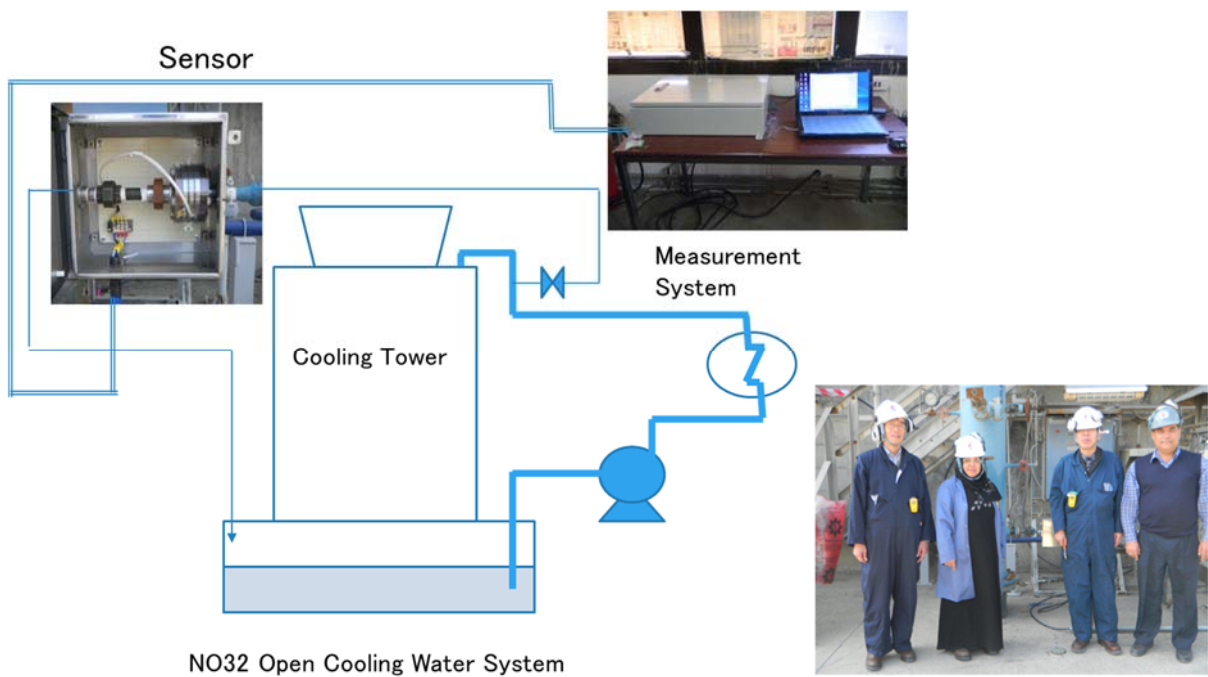 Sensor
Measurement
System
Cooling Tower
NO32 Open Cooling Water System